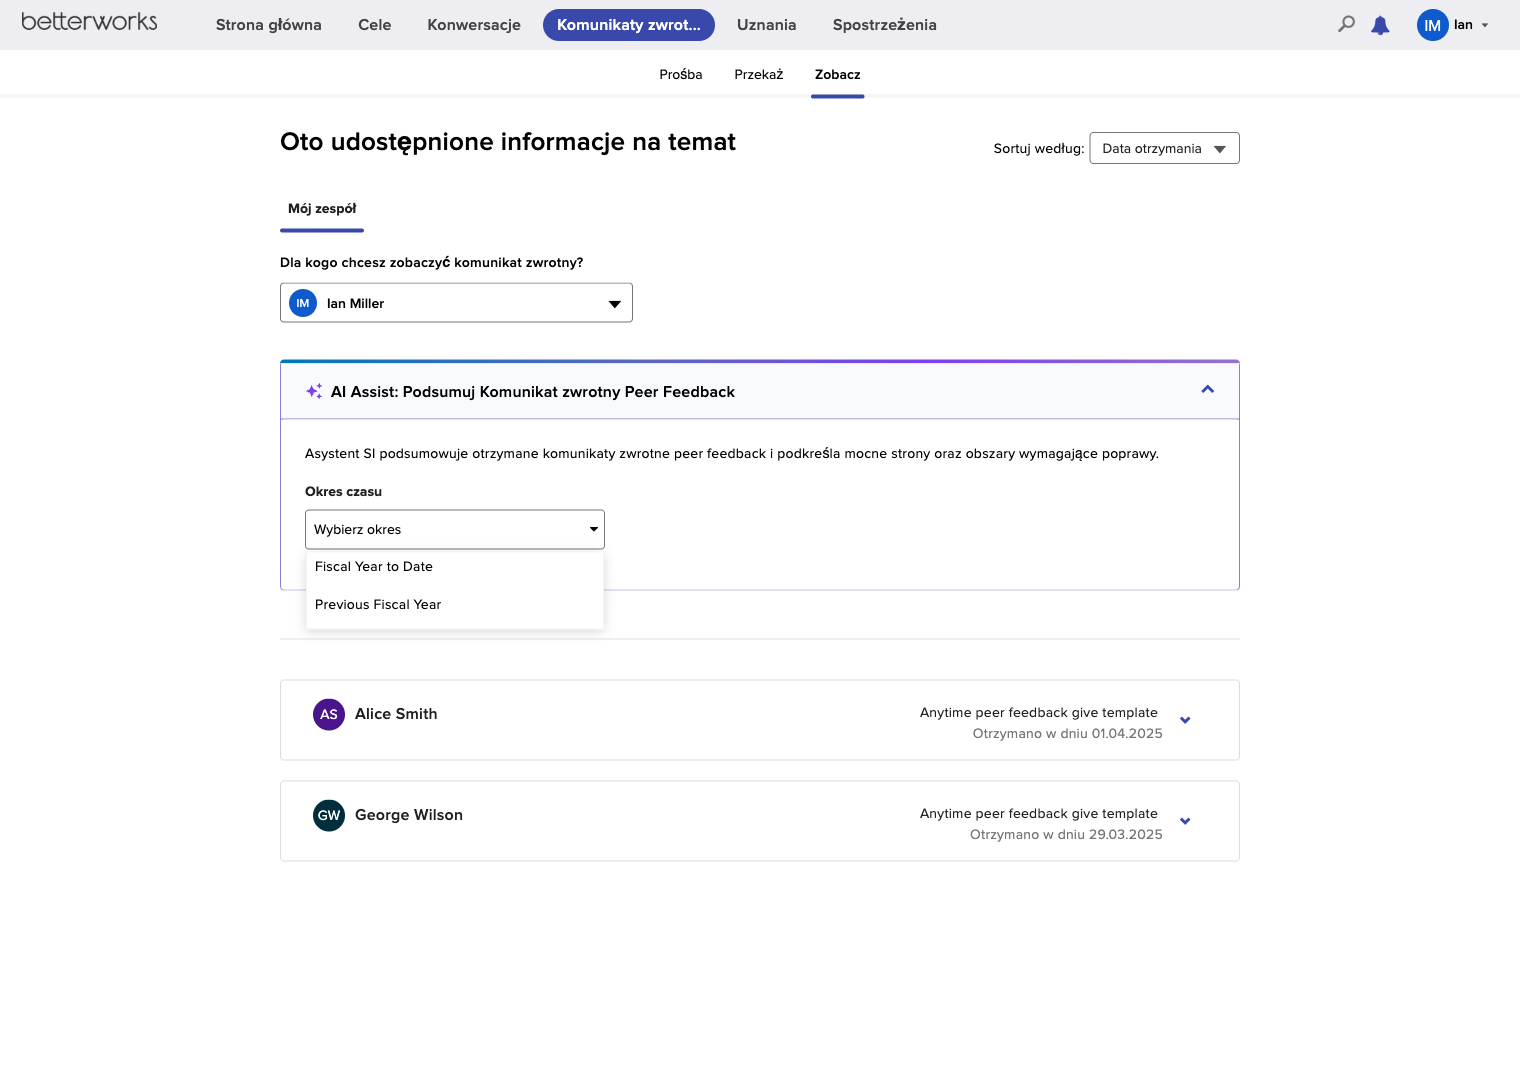 betterworks
Strona główna Cele Konwersacje Komunikaty zwrot... Uznania Spostrzeżenia IM Ian
Prośba Przekaż Zobacz
Oto udostępnione informacje na temat
Sortuj według: Data otrzymania
Mój zespół
Dla kogo chcesz zobaczyć komunikat zwrotny?
IM Ian Miller
AI Assist: Podsumuj Komunikat zwrotny Peer Feedback
Asystent SI podsumowuje otrzymane komunikaty zwrotne peer feedback i podkreśla mocne strony oraz obszary wymagające poprawy.
Okres czasu
Wybierz okres
Fiscal Year to Date
Previous Fiscal Year
AS Alice Smith Anytime peer feedback give template
Otrzymano w dniu 01.04.2025
GW George Wilson Anytime peer feedback give template
Otrzymano w dniu 29.03.2025